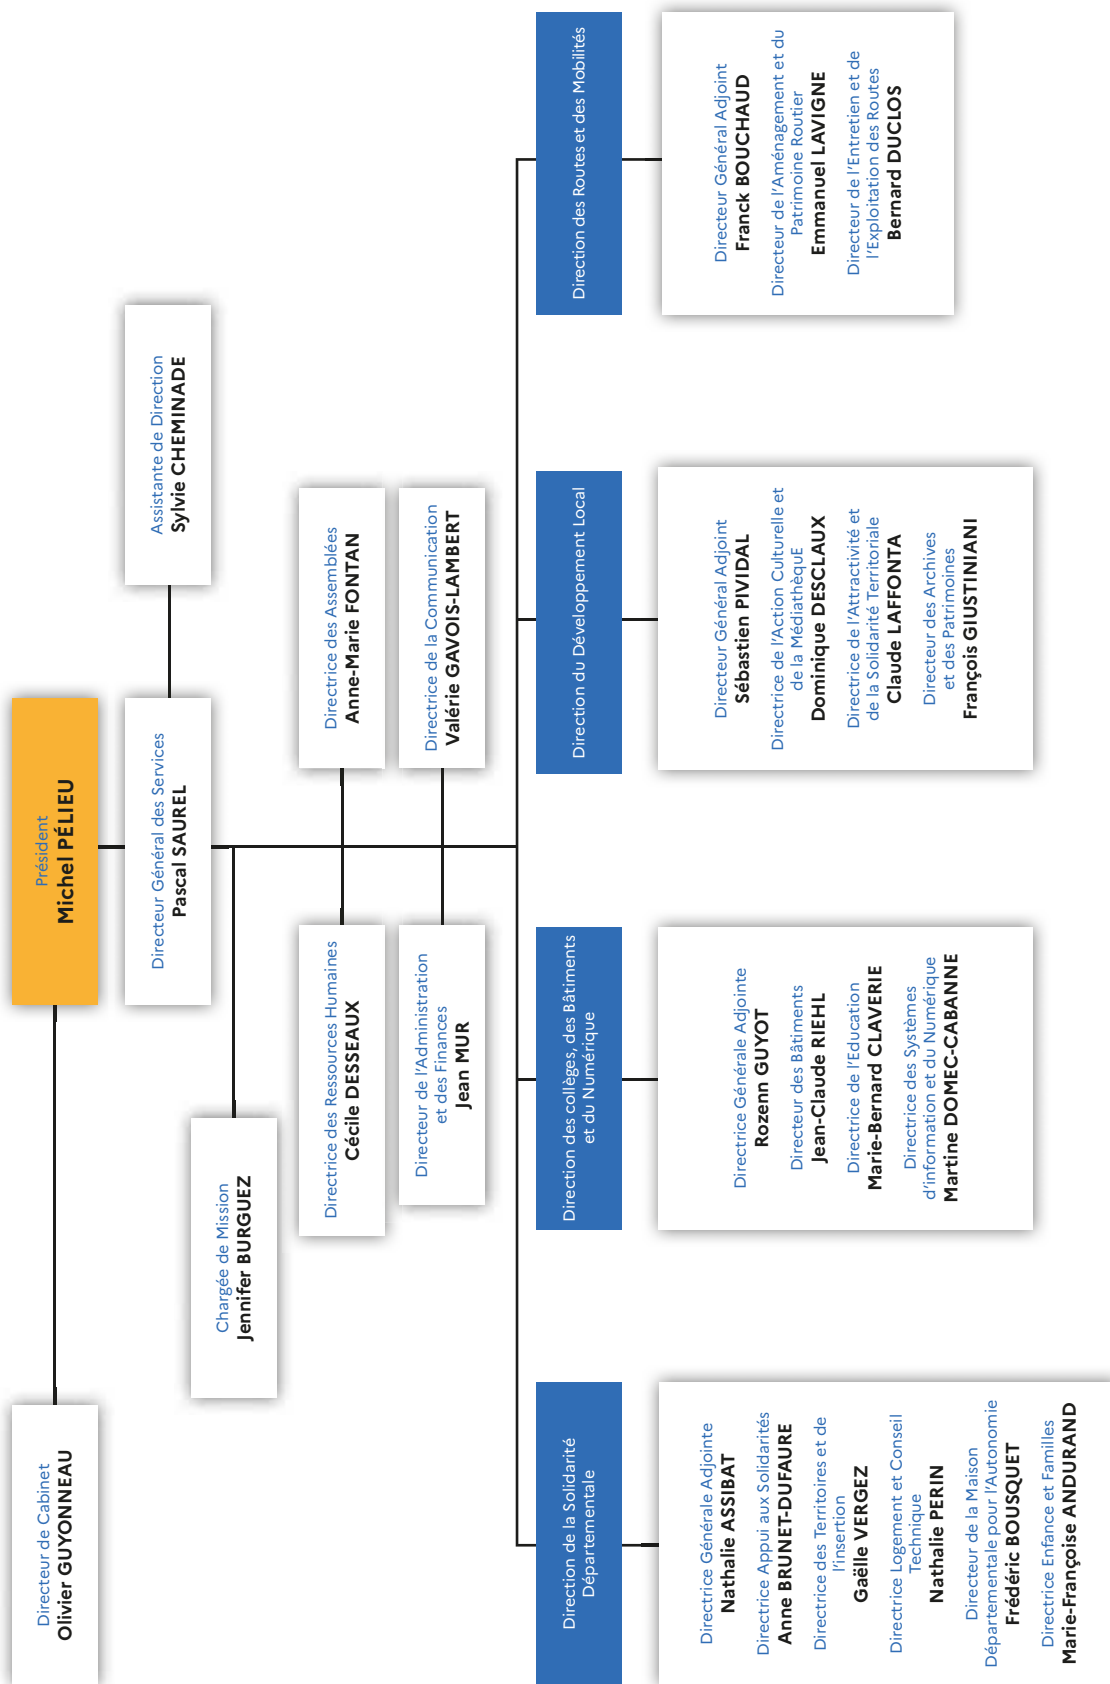 Directeur de Cabinet
Olivier GUYONNEAU
Président
Michel PÉLIEU
Directeur Général des Services
Pascal SAUREL
Assistante de Direction
Sylvie CHEMINADE
Chargée de Mission
Jennifer BURGUEZ
Directrice des Ressources Humaines
Cécile DESSEAUX
Directrice des Assemblées
Anne-Marie FONTAN
Directeur de l'Administration
et des Finances
Jean MUR
Directrice de la Communication
Valérie GAVOIS-LAMBERT
Direction de la Solidarité
Départementale
Directrice Générale Adjointe
Nathalie ASSIBAT
Directrice Appui aux Solidarités
Anne BRUNET-DUFAURE
Directrice des Territoires et de
l'insertion
Gaëlle VERGEZ
Directrice Logement et Conseil
Technique
Nathalie PERIN
Directeur de la Maison
Départementale pour l'Autonomie
Frédéric BOUSQUET
Directrice Enfance et Familles
Marie-Françoise ANDURAND
Direction des collèges, des Bâtiments
et du Numérique
Directrice Générale Adjointe
Rozenn GUYOT
Directeur des Bâtiments
Jean-Claude RIEHL
Directrice de l'Education
Marie-Bernard CLAVERIE
Directrice des Systèmes
d'information et du Numérique
Martine DOMEC-CABANNE
Direction du Développement Local
Directeur Général Adjoint
Sébastien PIVIDAL
Directrice de l'Action Culturelle et
de la MédiathèquE
Dominique DESCLAUX
Directrice de l'Attractivité et
de la Solidarité Territoriale
Claude LAFFONTA
Directeur des Archives
et des Patrimoines
François GIUSTINIANI
Direction des Routes et des Mobilités
Directeur Général Adjoint
Franck BOUCHAUD
Directeur de l'Aménagement et du
Patrimoine Routier
Emmanuel LAVIGNE
Directeur de l'Entretien et de
l'Exploitation des Routes
Bernard DUCLOS